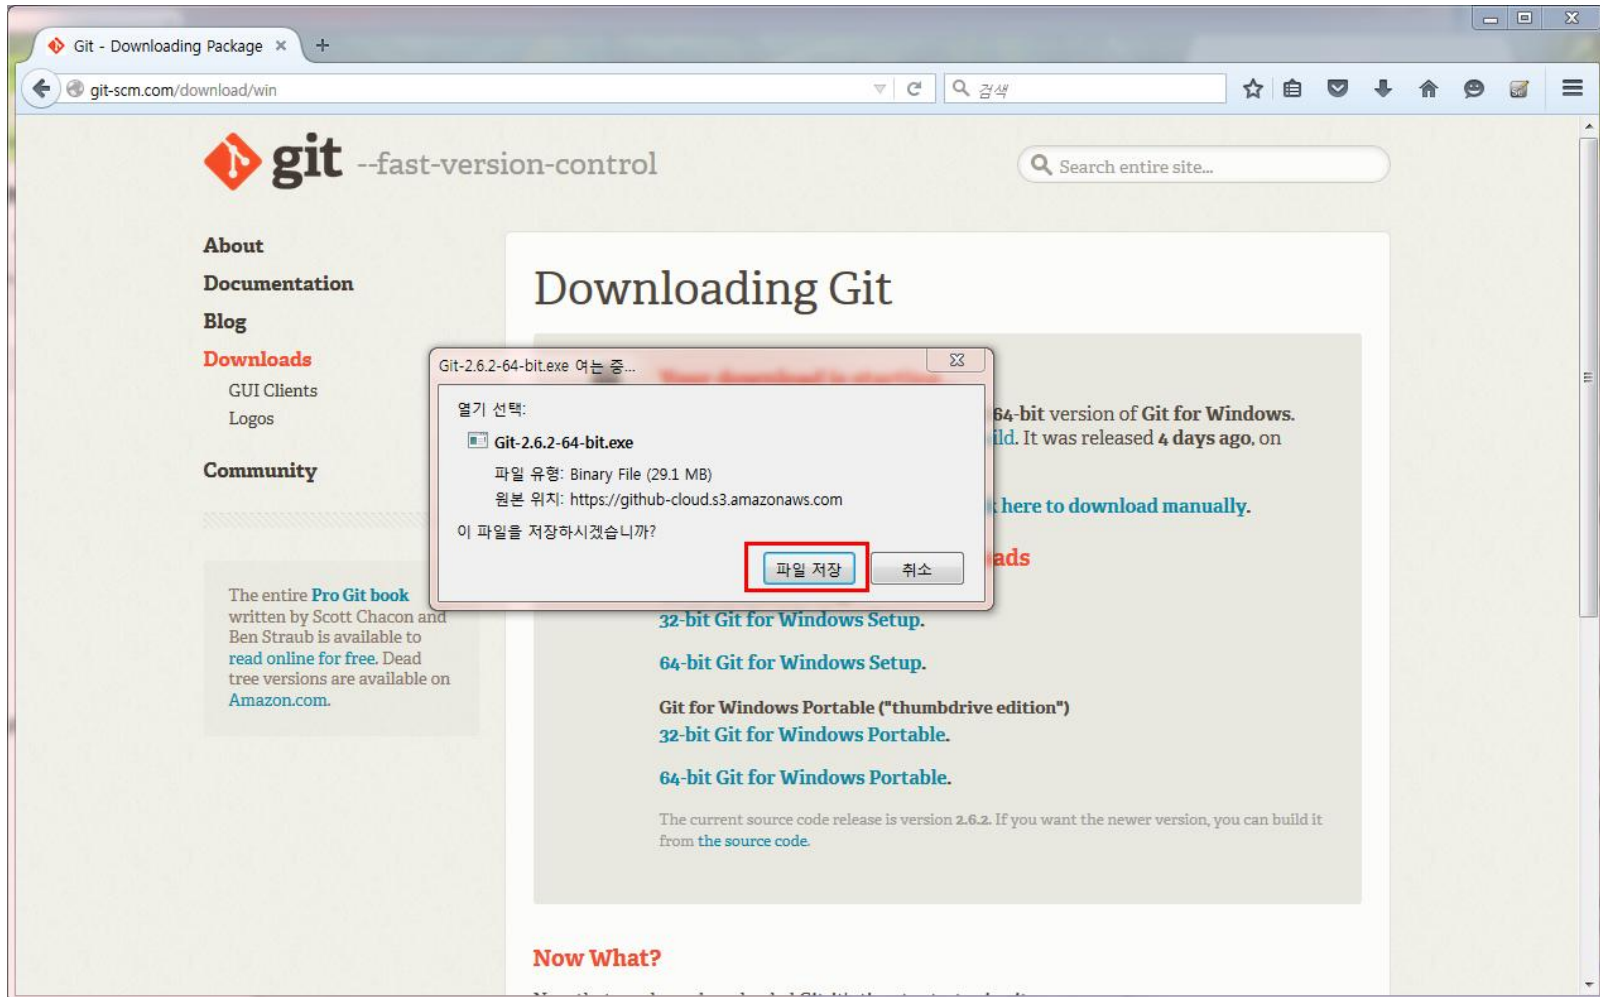 Git - Downloading Package
git-scm.com/download/win
검색
git --fast-version-control
Search entire site...
About
Documentation
Blog
Downloads
GUI Clients
Logos
Community
The entire Pro Git book
written by Scott Chacon and
Ben Straub is available to
read online for free. Dead
tree versions are available on
Amazon.com.
Downloading Git
Your download is starting
64-bit version of Git for Windows.
ild. It was released 4 days ago, on
here to download manually.
ads
Git-2.6.2-64-bit.exe 여는 중...
열기 선택:
Git-2.6.2-64-bit.exe
파일 유형: Binary File (29.1 MB)
원본 위치: https://github-cloud.s3.amazonaws.com
이 파일을 저장하시겠습니까?
파일 저장
취소
32-bit Git for Windows Setup.
64-bit Git for Windows Setup.
Git for Windows Portable ("thumbdrive edition")
32-bit Git for Windows Portable.
64-bit Git for Windows Portable.
The current source code release is version 2.6.2. If you want the newer version, you can build it
from the source code.
Now What?